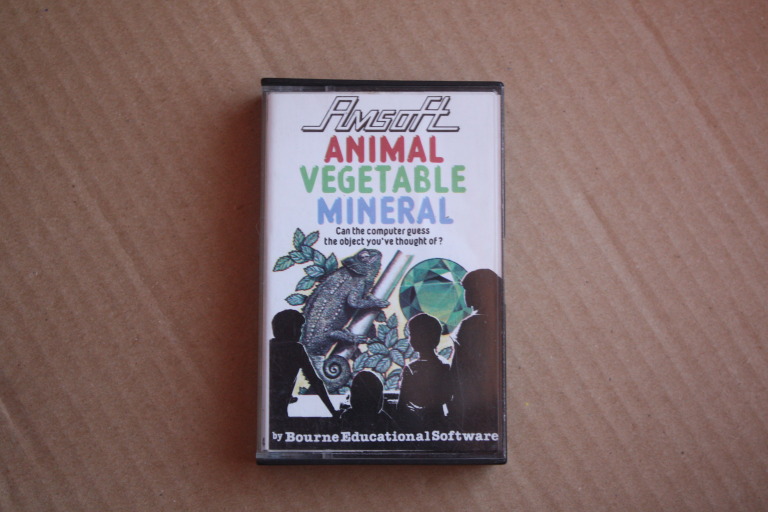 Amsoft
ANIMAL
VEGETABLE
MINERAL
Can the computer guess
the object you've thought of?
by Bourne Educational Software